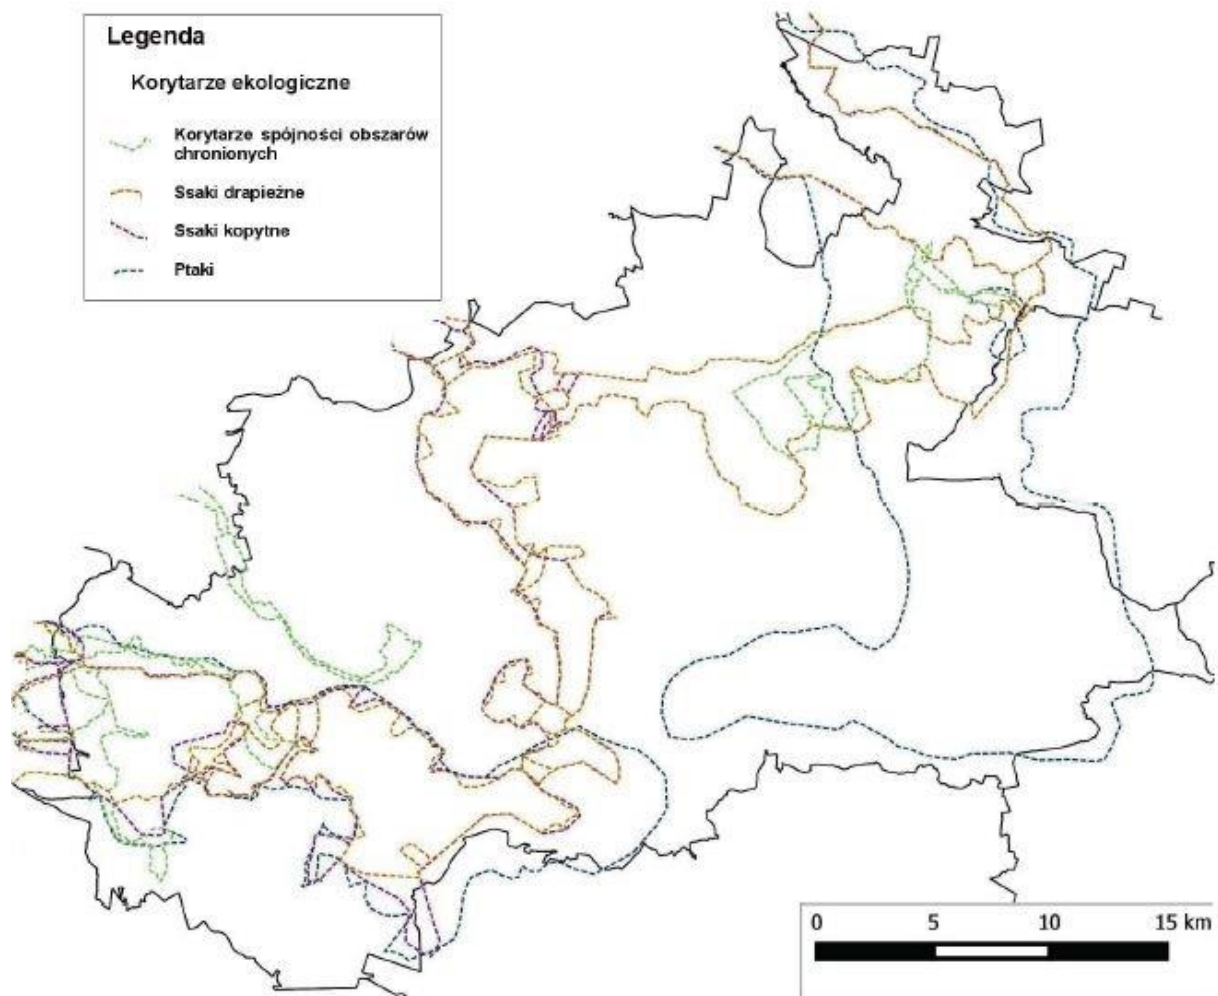 Legenda
Korytarze ekologiczne
Korytarze spójności obszarów
chronionych
Ssaki drapieżne
Ssaki kopytne
Ptaki
0 5 10 15 km